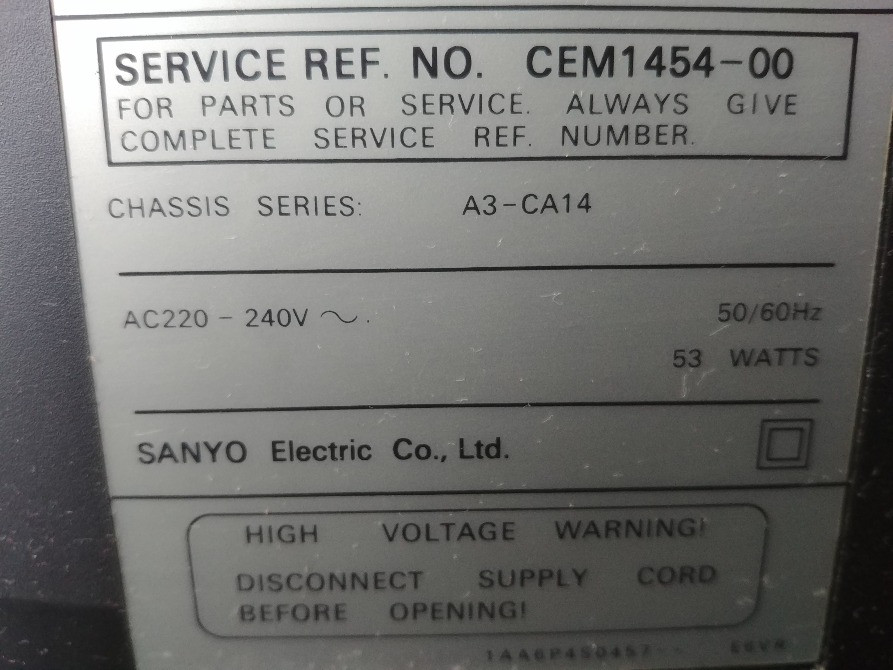 SERVICE REF. NO. CEM1454-00
FOR PARTS OR SERVICE. ALWAYS GIVE
COMPLETE SERVICE REF. NUMBER.
CHASSIS SERIES: A3-CA14
AC220 - 240V ~. 50/60Hz
53 WATTS
SANYO Electric Co., Ltd.
HIGH VOLTAGE WARNING!
DISCONNECT SUPPLY CORD
BEFORE OPENING!